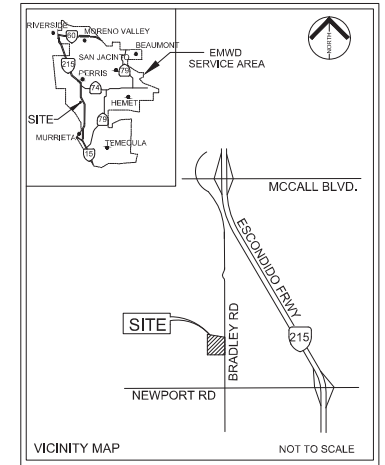 RIVERSIDE
60
MORENO VALLEY
BEAUMONT
SAN JACINTO
EMWD
SERVICE AREA
215
79
PERRIS
74
HEMET
SITE
79
MURRIETA
TEMECULA
15
NORTH
MCCALL BLVD.
ESCONDIDO FRWY
SITE
BRADLEY RD
215
NEWPORT RD
VICINITY MAP
NOT TO SCALE